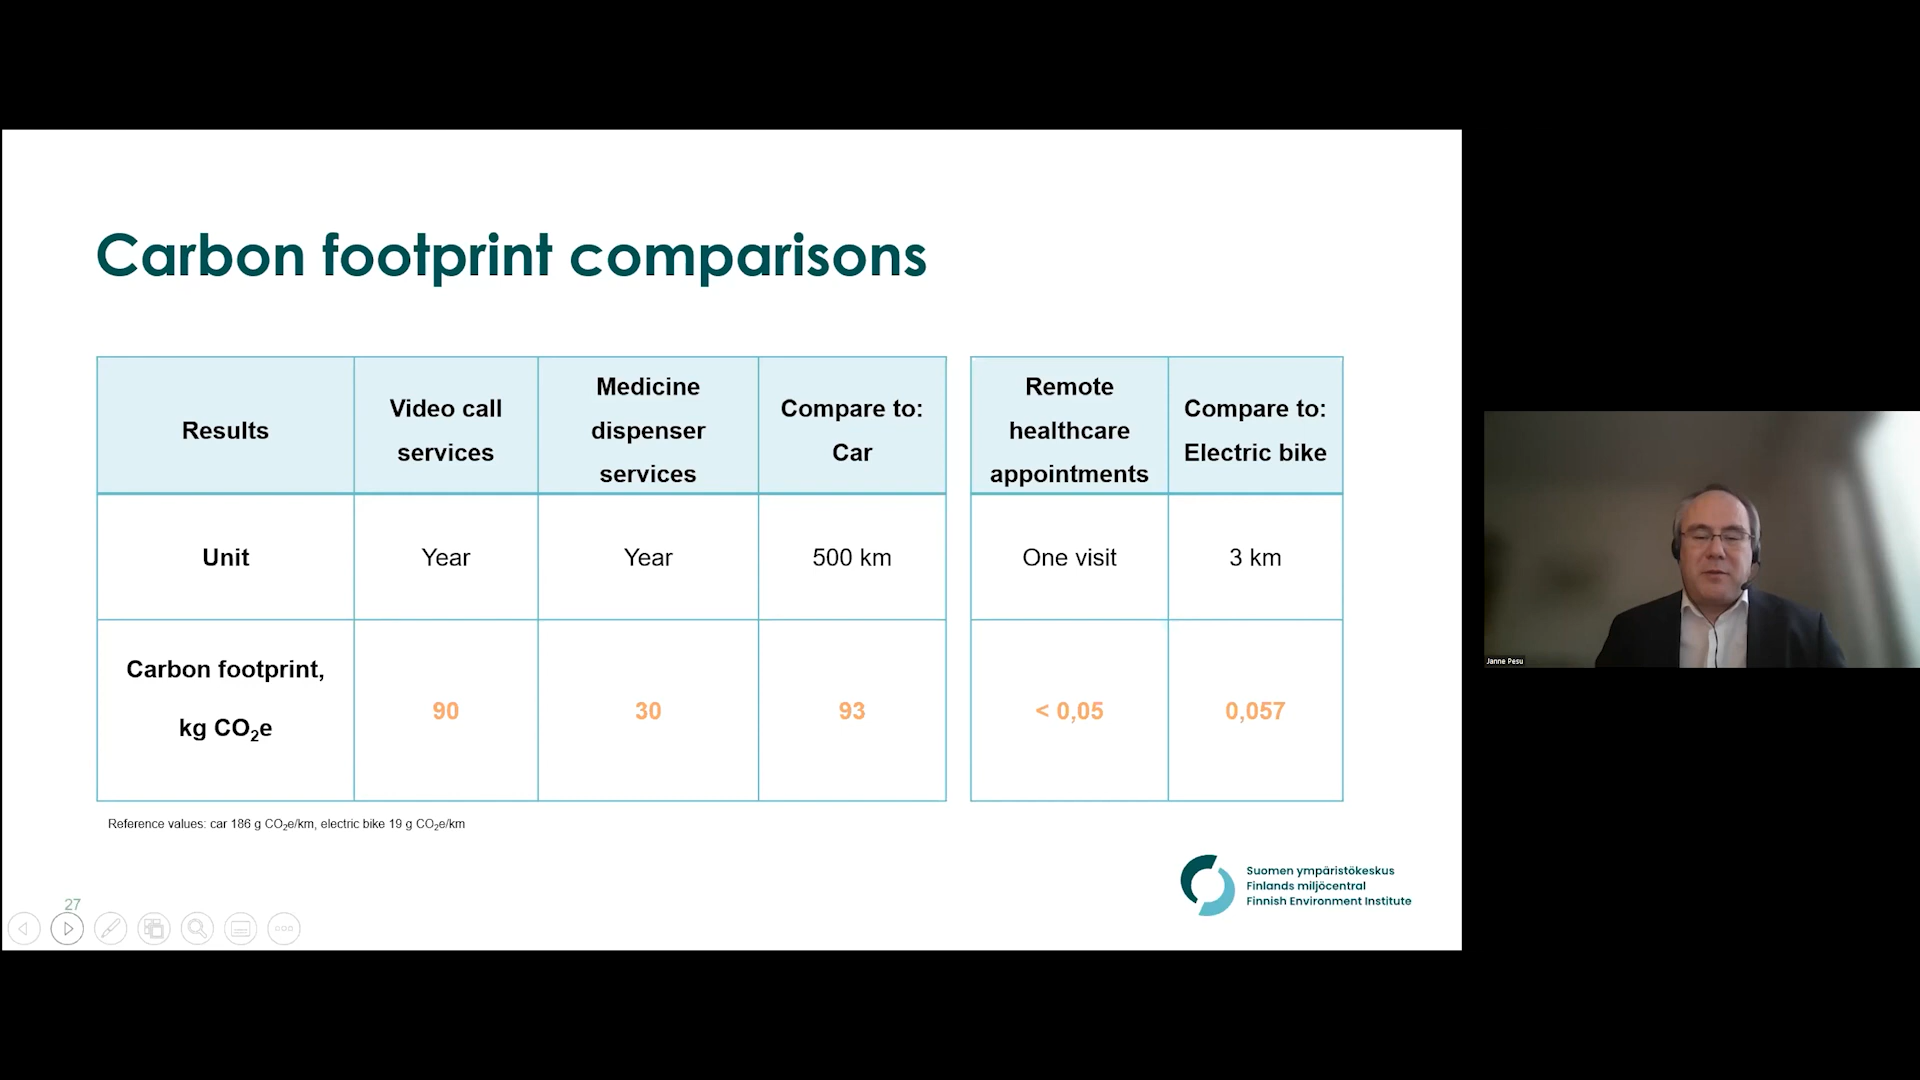 Carbon footprint comparisons
Results
Video call
services
Medicine
dispenser
services
Compare to:
Car
Remote
healthcare
appointments
Compare to:
Electric bike
Unit
Year
Year
500 km
One visit
3 km
Carbon footprint,
kg CO₂e
90
30
93
< 0,05
0,057
Reference values: car 186 g CO₂e/km, electric bike 19 g CO₂e/km
Suomen ympäristökeskus
Finlands miljöcentral
Finnish Environment Institute
27
Janne Pesu